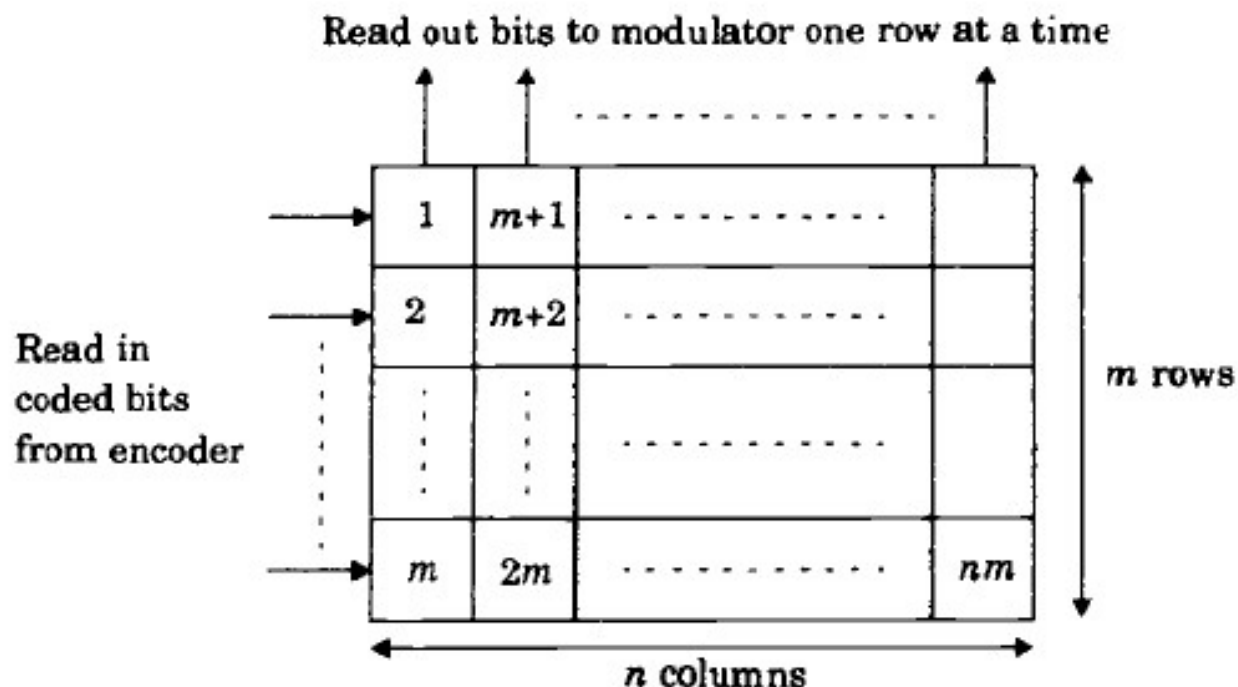 Read out bits to modulator one row at a time
1 m+1
2 m+2
Read in
coded bits
from encoder
m rows
m 2m nm
n columns